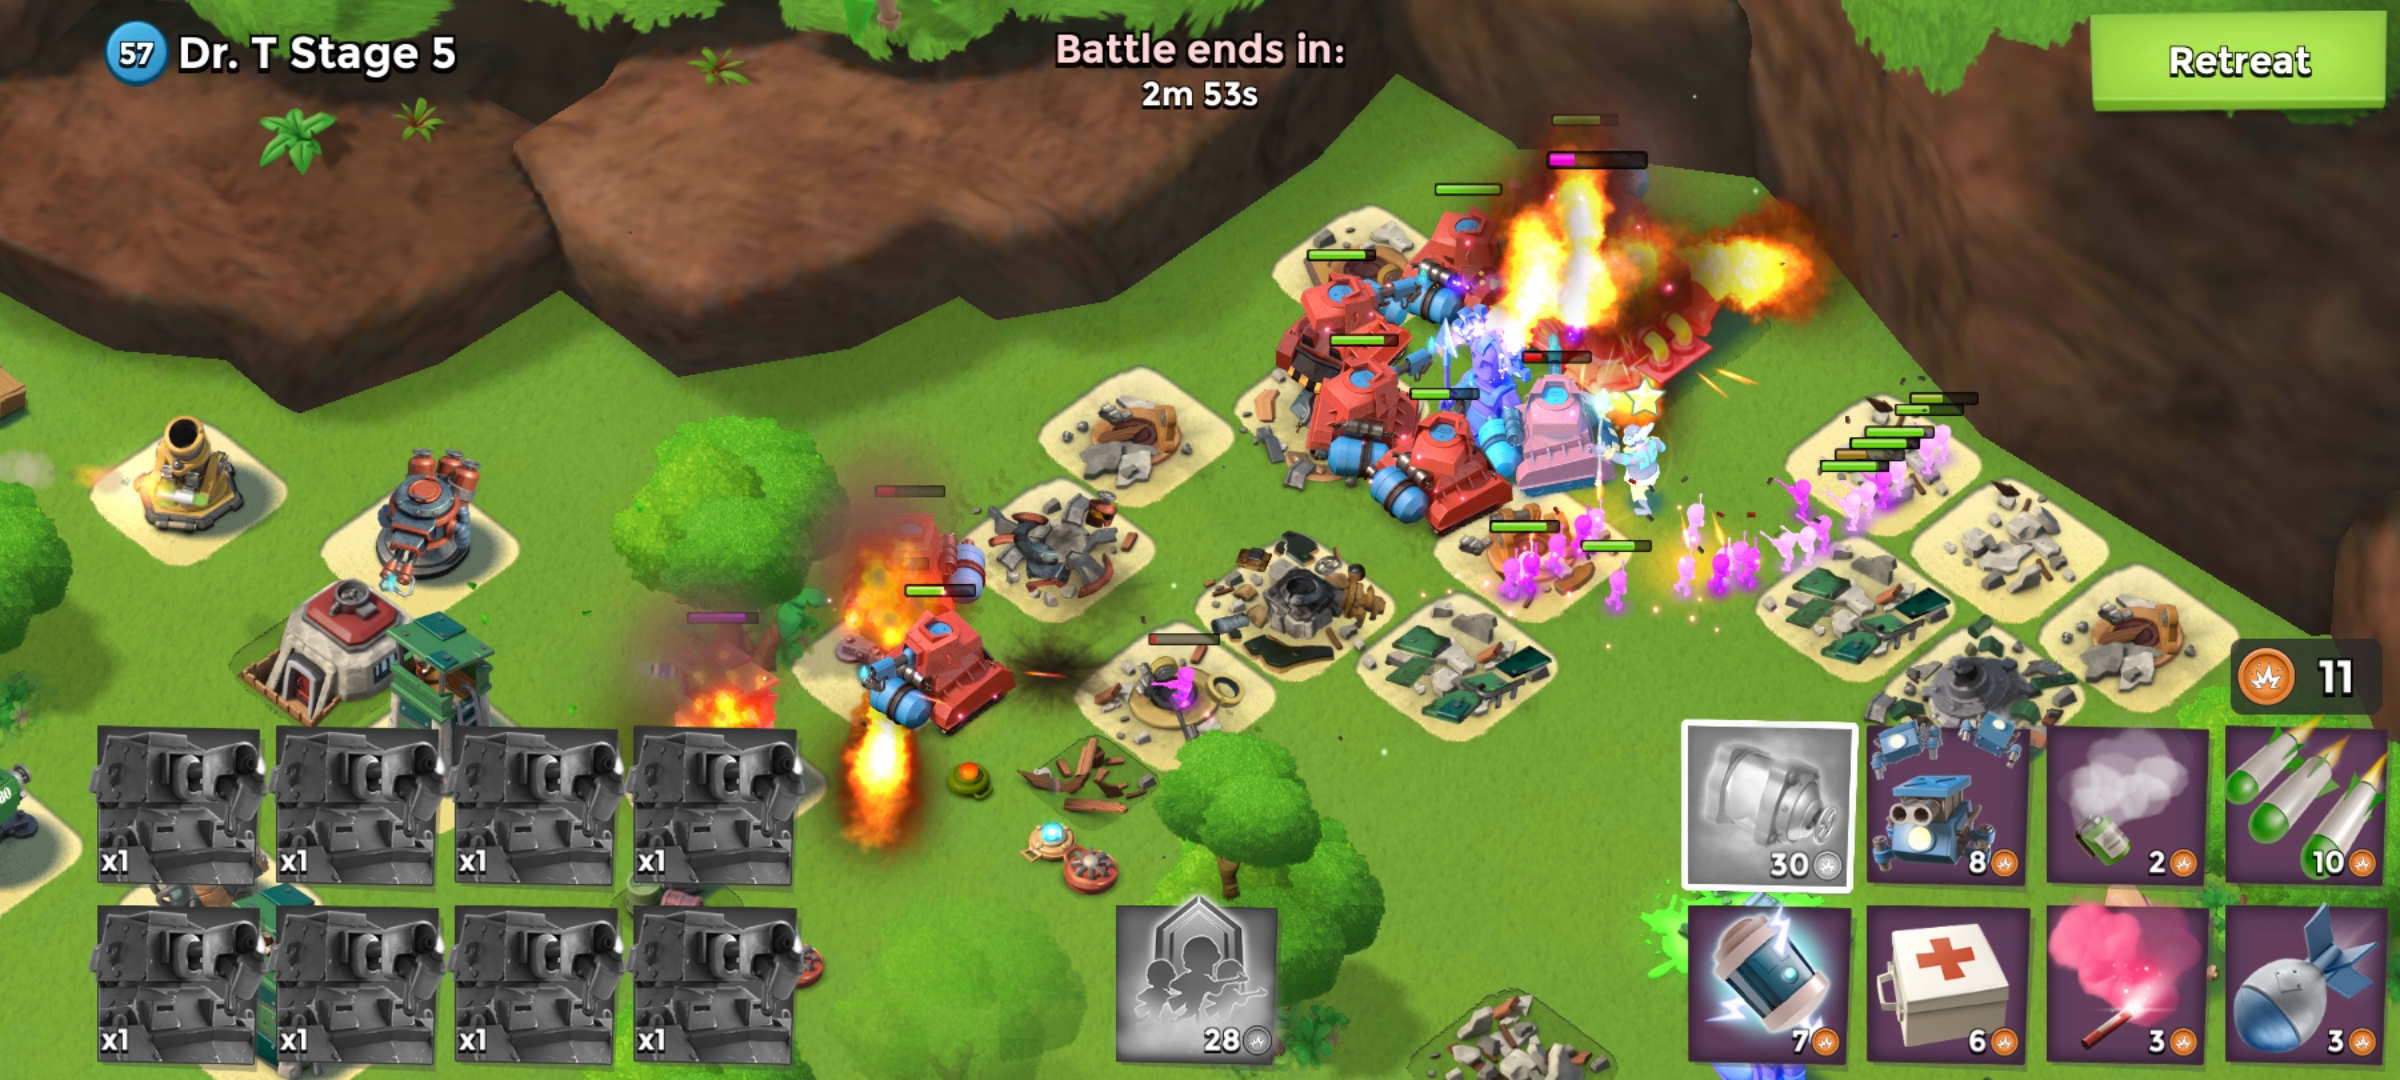 57 Dr. T Stage 5
Battle ends in:
2m 53s
Retreat
11
x1 x1 x1 x1
30 8 2 10
x1 x1 x1 x1
28
7 6 3 3